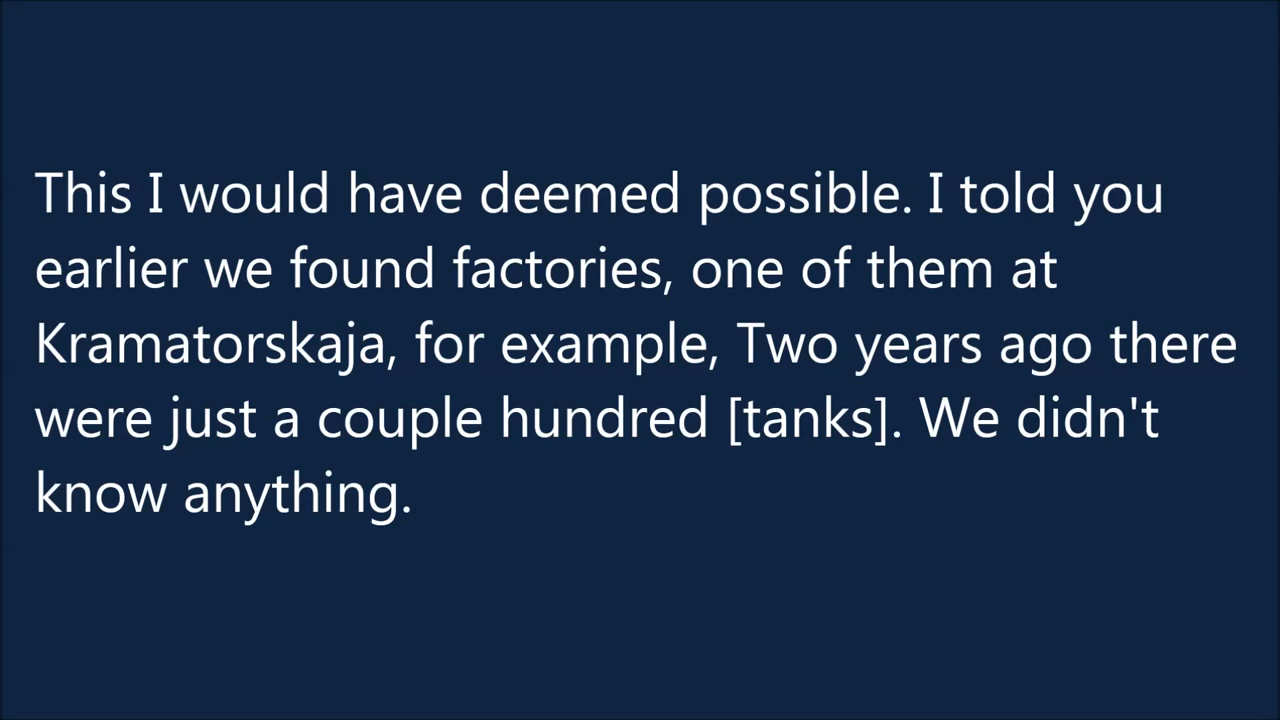 This I would have deemed possible. I told you
earlier we found factories, one of them at
Kramatorskaja, for example, Two years ago there
were just a couple hundred [tanks]. We didn't
know anything.